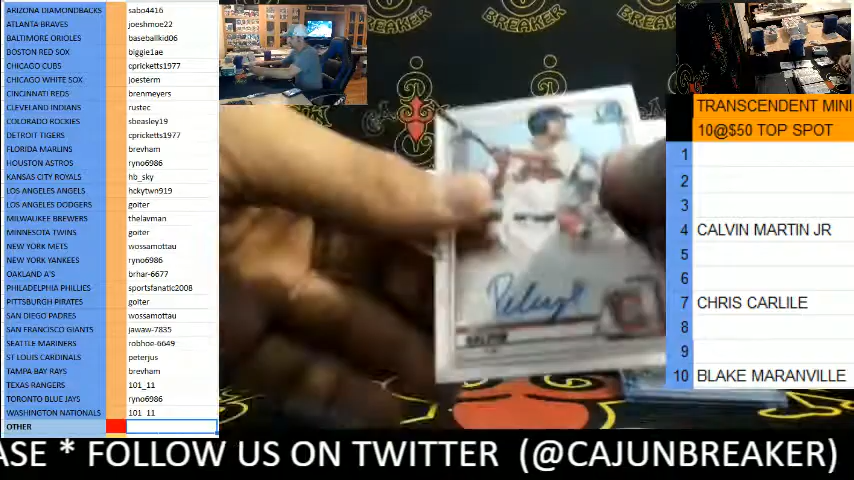 ARIZONA DIAMONDBACKS sabo4416
ATLANTA BRAVES joeshmoe22
BALTIMORE ORIOLES baseballkid06
BOSTON RED SOX biggie1ae
CHICAGO CUBS cpricketts1977
CHICAGO WHITE SOX joesterm
CINCINNATI REDS brenmeyers
CLEVELAND INDIANS rustec
COLORADO ROCKIES sbeasley19
DETROIT TIGERS cpricketts1977
FLORIDA MARLINS brevham
HOUSTON ASTROS ryno6986
KANSAS CITY ROYALS hb_sky
LOS ANGELES ANGELS hckytwn919
LOS ANGELES DODGERS golter
MILWAUKEE BREWERS thelavman
MINNESOTA TWINS golter
NEW YORK METS wossamottau
NEW YORK YANKEES ryno6986
OAKLAND A'S brhar-6677
PHILADELPHIA PHILLIES sportsfanatic2008
PITTSBURGH PIRATES golter
SAN DIEGO PADRES wossamottau
SAN FRANCISCO GIANTS jawaw-7835
SEATTLE MARINERS robhoe-6649
ST LOUIS CARDINALS peterjus
TAMPA BAY RAYS brevham
TEXAS RANGERS 101_11
TORONTO BLUE JAYS ryno6986
WASHINGTON NATIONALS 101_11
OTHER
BREAKER
BREAKER
TRANSCENDENT MINI
10@$50 TOP SPOT
1
2
3
4 CALVIN MARTIN JR
5
6
7 CHRIS CARLILE
8
9
10 BLAKE MARANVILLE
ASE * FOLLOW US ON TWITTER (@CAJUNBREAKER)